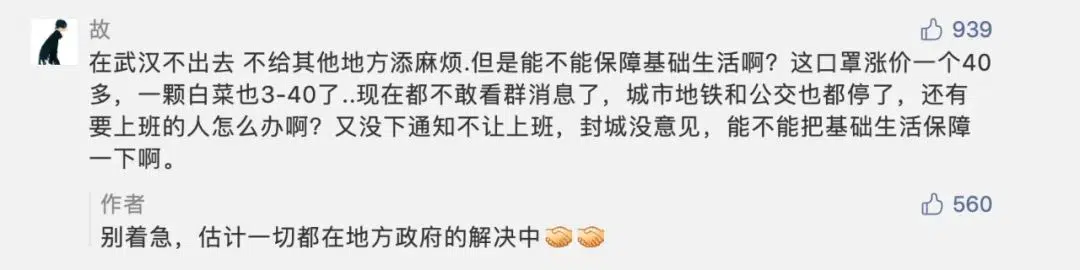 故
939
在武汉不出去 不给其他地方添麻烦.但是能不能保障基础生活啊？这口罩涨价一个40
多，一颗白菜也3-40了..现在都不敢看群消息了，城市地铁和公交也都停了，还有
要上班的人怎么办啊？又没下通知不让上班，封城没意见，能不能把基础生活保障
一下啊。
作者
560
别着急，估计一切都在地方政府的解决中🤝🤝